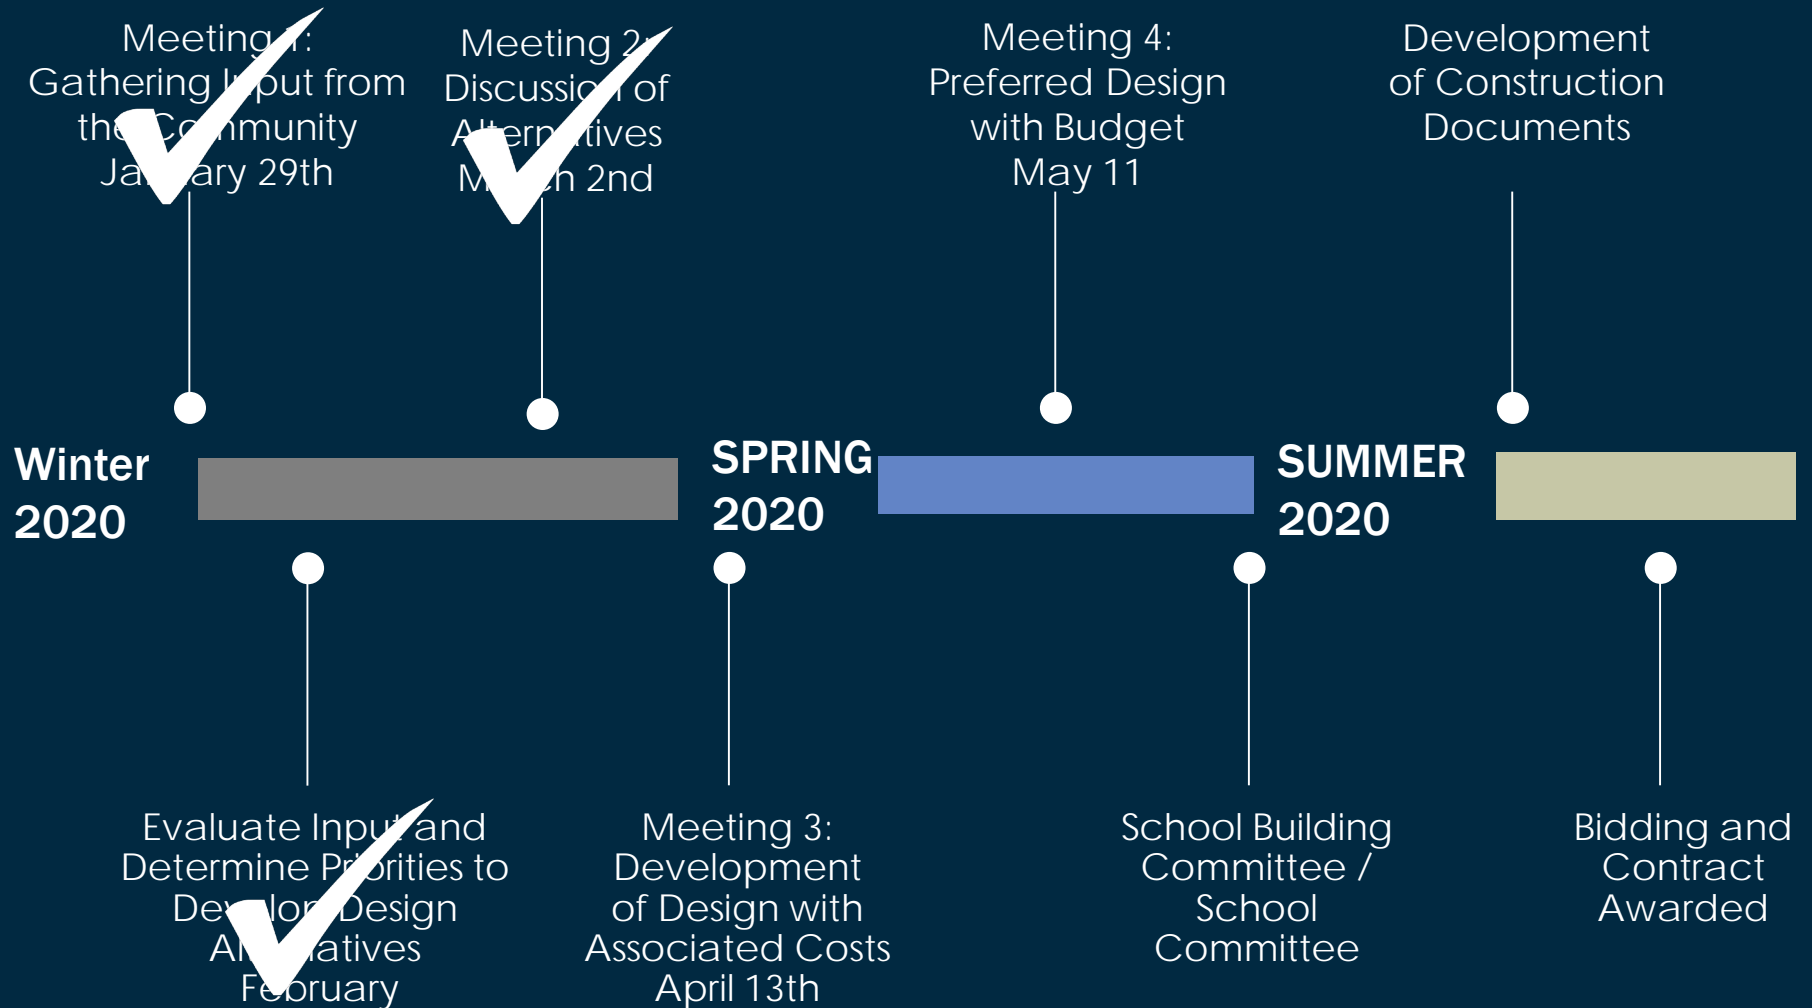 Meeting 1:
Gathering Input from
the Community
January 29th
Meeting 2:
Discussion of
Alternatives
March 2nd
Meeting 4:
Preferred Design
with Budget
May 11
Development
of Construction
Documents
Winter
2020
SPRING
2020
SUMMER
2020
Evaluate Input and
Determine Priorities to
Develop Design
Alternatives
February
Meeting 3:
Development
of Design with
Associated Costs
April 13th
School Building
Committee /
School
Committee
Bidding and
Contract
Awarded